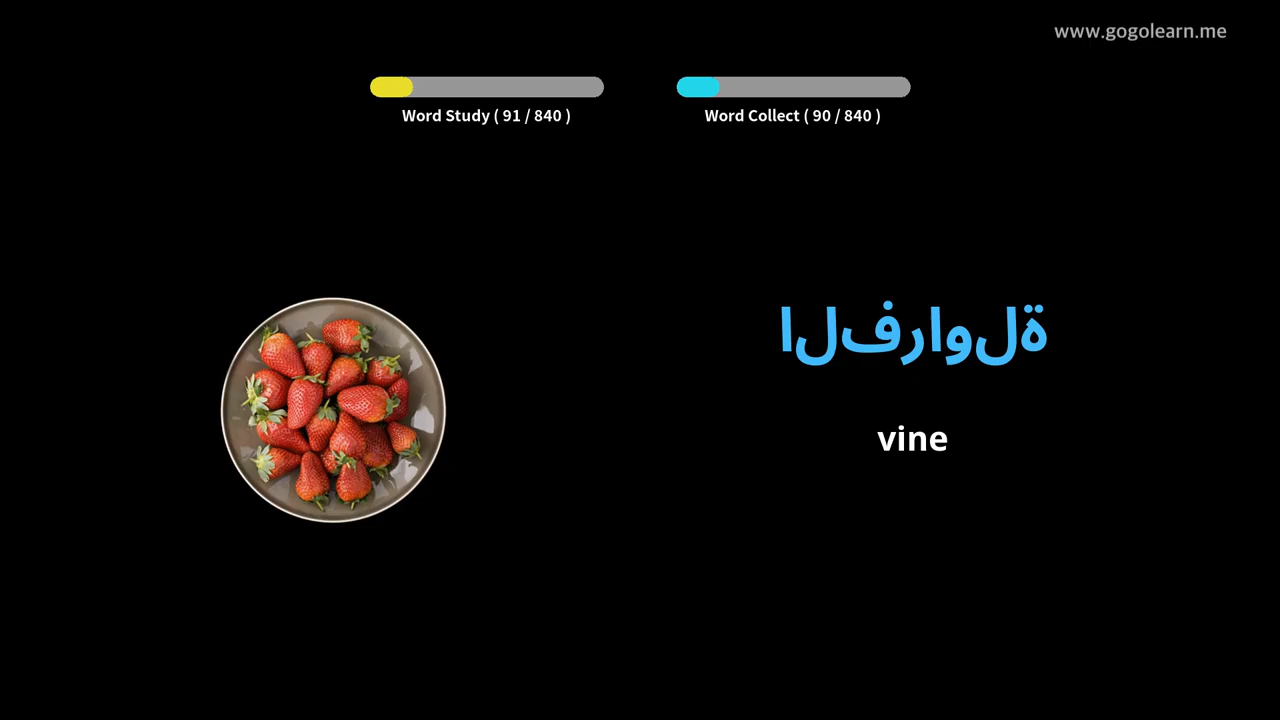 www.gogolearn.me
Word Study ( 91 / 840 )
Word Collect ( 90 / 840 )
الفراولة
vine